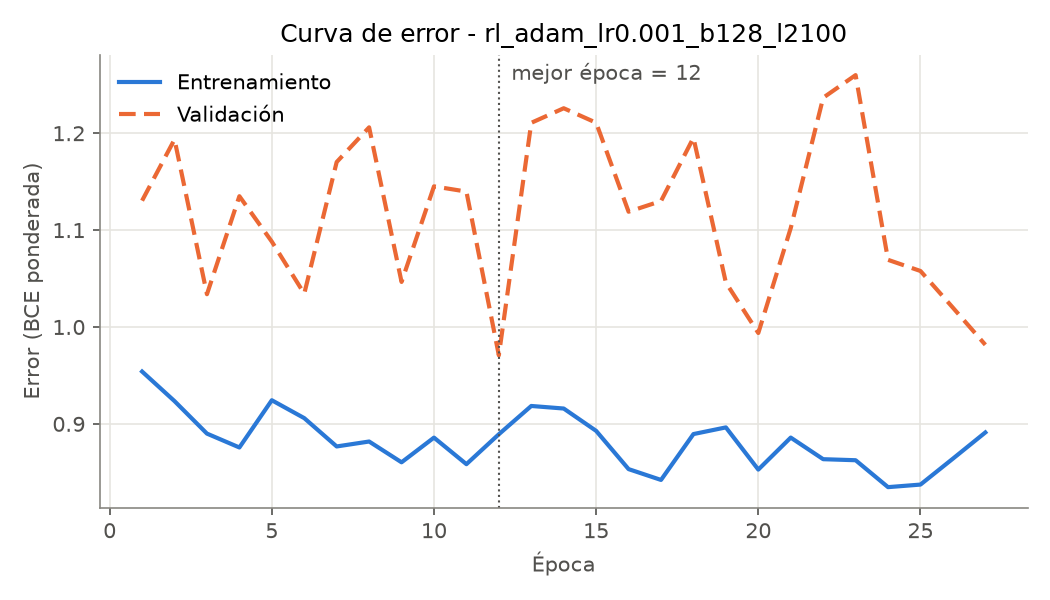 Curva de error - rl_adam_lr0.001_b128_l2100
mejor época = 12
Entrenamiento
Validación
Error (BCE ponderada)
1.2
1.1
1.0
0.9
0 5 10 15 20 25
Época